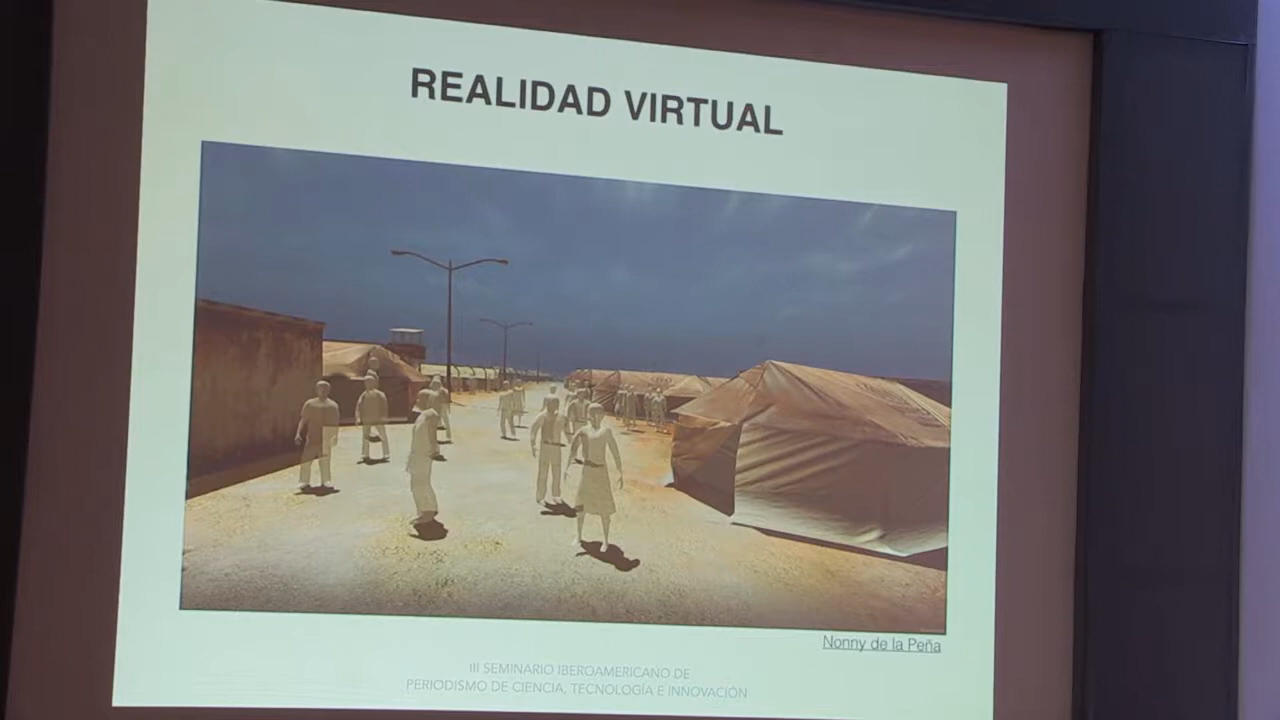 REALIDAD VIRTUAL
Nonny de la Peña
III SEMINARIO IBEROAMERICANO DE
PERIODISMO DE CIENCIA, TECNOLOGÍA E INNOVACIÓN